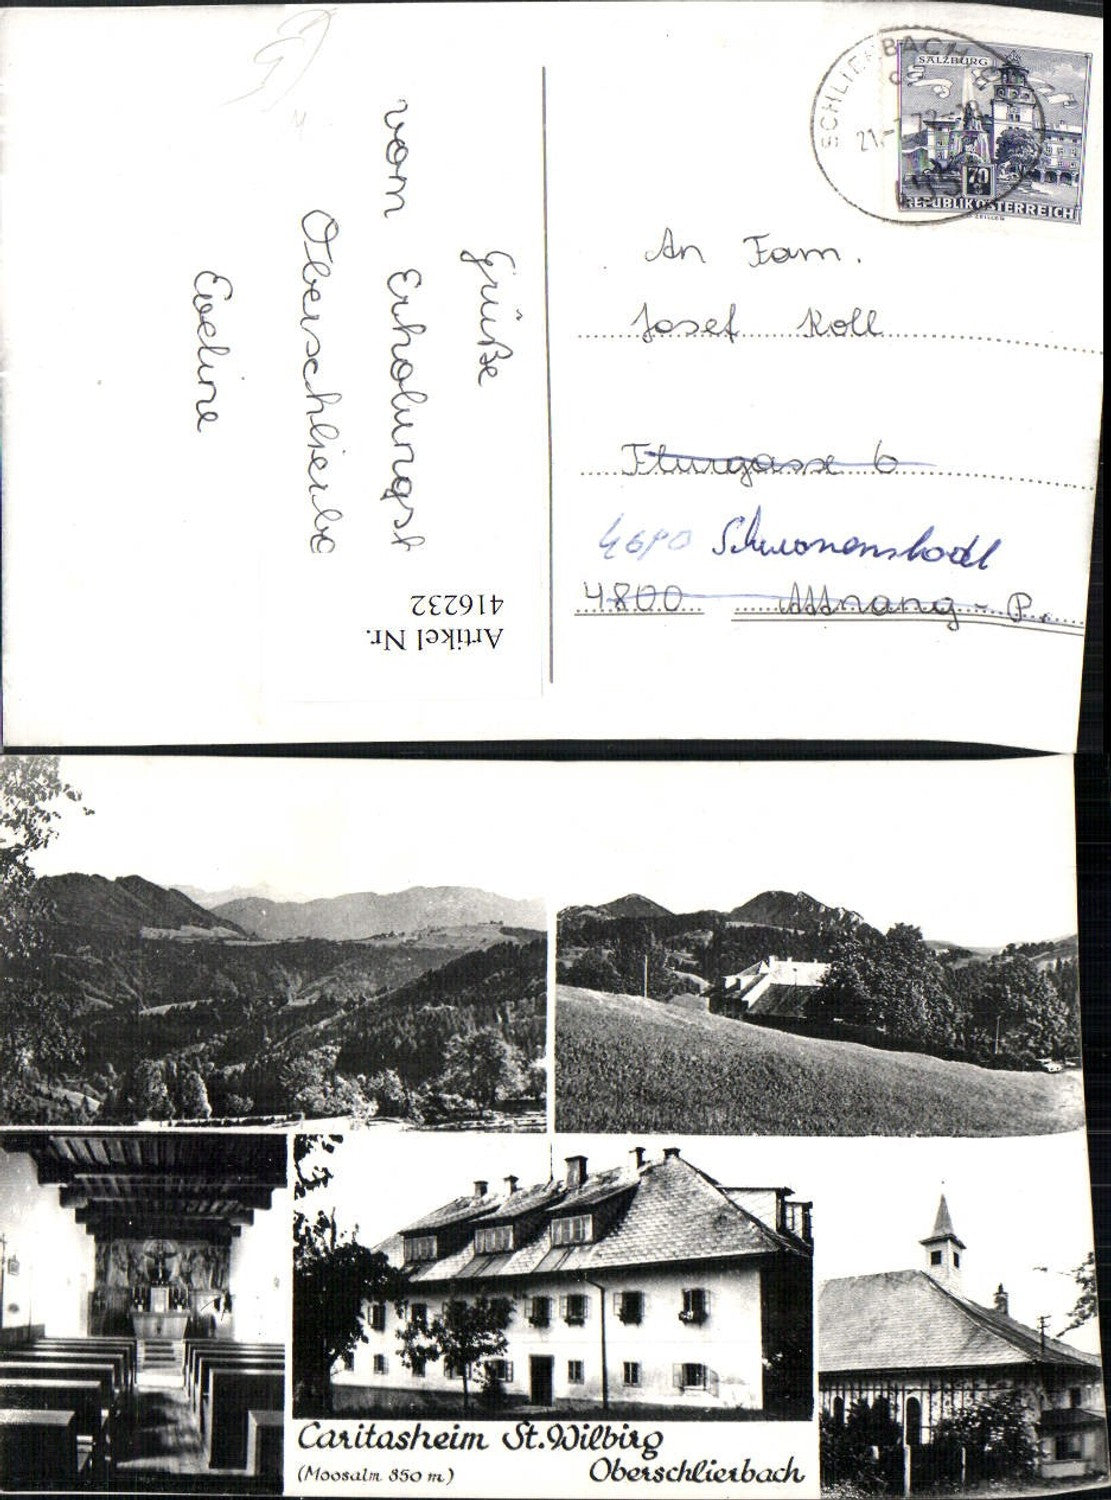 SCHLIERBACH
SALZBURG
70
REPUBLIK ÖSTERREICH
An Fam.
Josef Koll
Flurgasse 6
4690 Schwanenstadt
4800 Attnang-P.
Grüße
vom Erholungsh
Oberschlierba
Eveline
Artikel Nr.
416232
Caritasheim St. Wilbirg
(Moosalm 850 m)
Oberschlierbach